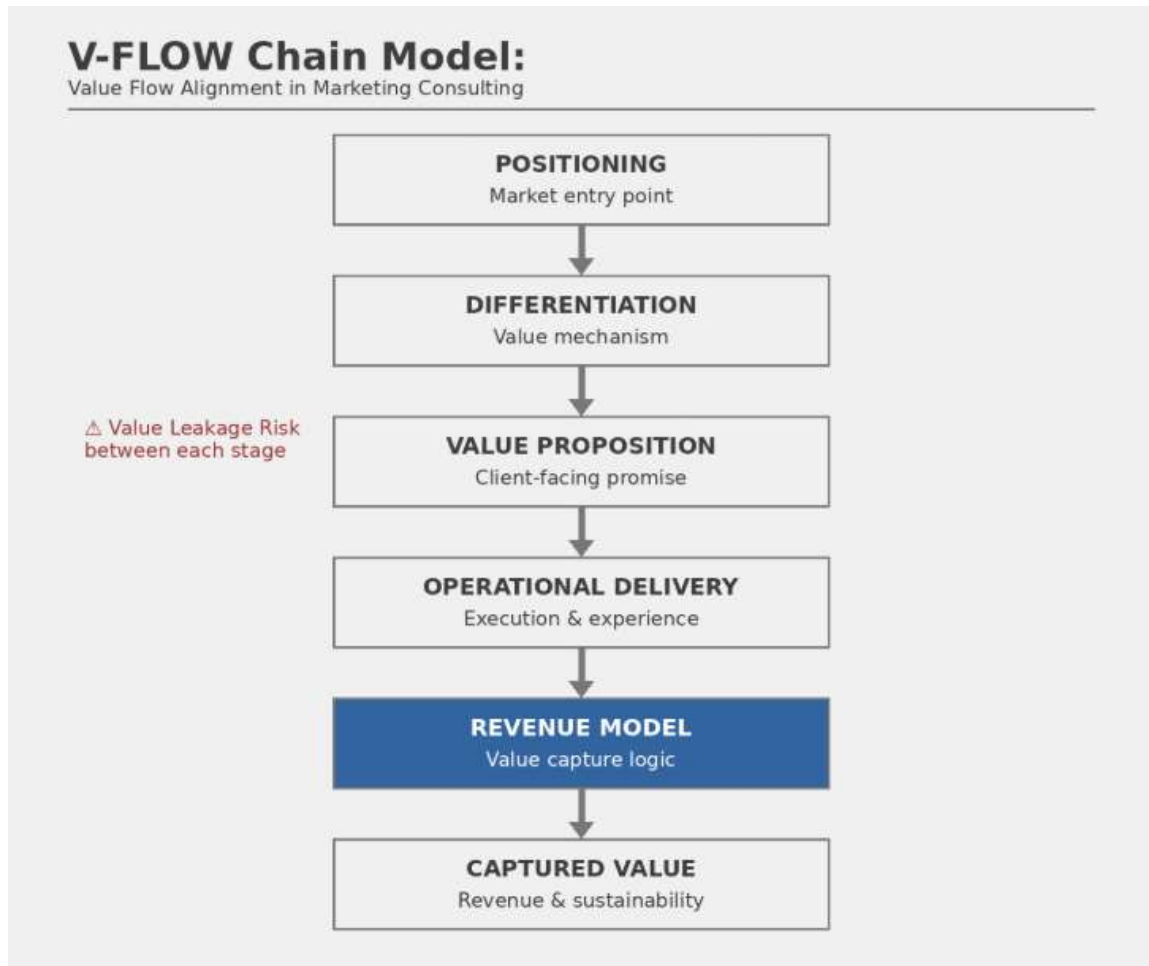 V-FLOW Chain Model:
Value Flow Alignment in Marketing Consulting
POSITIONING
Market entry point
DIFFERENTIATION
Value mechanism
⚠ Value Leakage Risk
between each stage
VALUE PROPOSITION
Client-facing promise
OPERATIONAL DELIVERY
Execution & experience
REVENUE MODEL
Value capture logic
CAPTURED VALUE
Revenue & sustainability